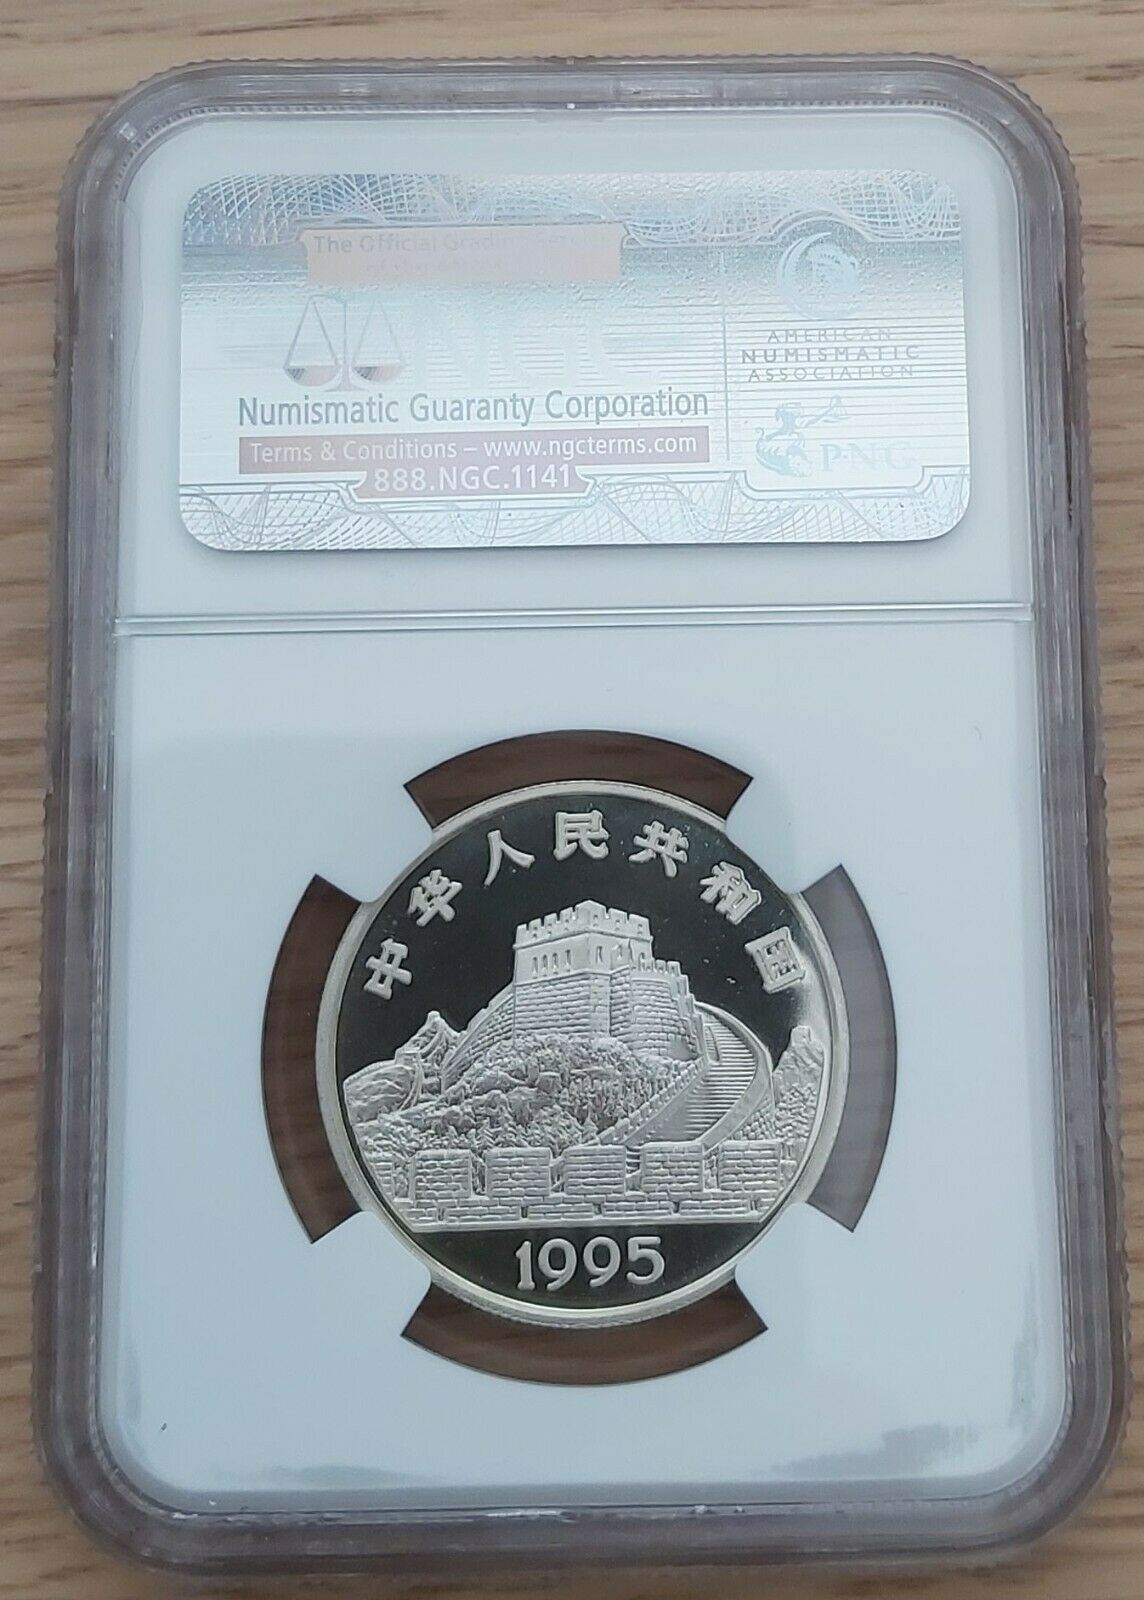 The Official Grading Service
NGC
AMERICAN
NUMISMATIC
ASSOCIATION
Numismatic Guaranty Corporation
Terms & Conditions – www.ngcterms.com
888.NGC.1141
P·N·G
中华人民共和国
1995